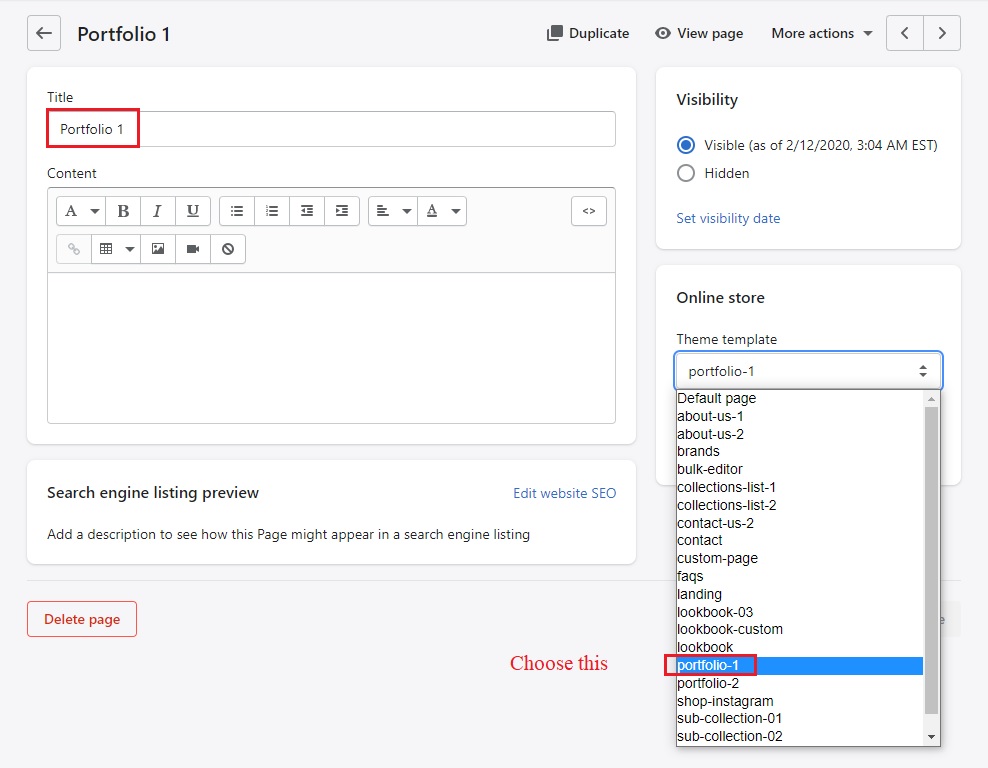 Portfolio 1
Duplicate
View page
More actions
Title
Portfolio 1
Content
A
B
I
U
A
<>
Search engine listing preview
Edit website SEO
Add a description to see how this Page might appear in a search engine listing
Delete page
Choose this
Visibility
Visible (as of 2/12/2020, 3:04 AM EST)
Hidden
Set visibility date
Online store
Theme template
portfolio-1
Default page
about-us-1
about-us-2
brands
bulk-editor
collections-list-1
collections-list-2
contact-us-2
contact
custom-page
faqs
landing
lookbook-03
lookbook-custom
lookbook
portfolio-1
portfolio-2
shop-instagram
sub-collection-01
sub-collection-02